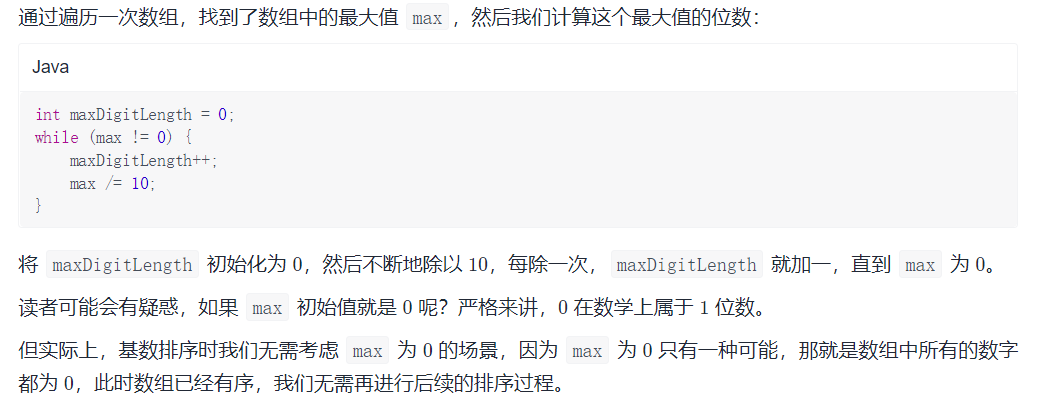 通过遍历一次数组，找到了数组中的最大值 max，然后我们计算这个最大值的位数：
Java
int maxDigitLength = 0;
while (max != 0) {
    maxDigitLength++;
    max /= 10;
}
将 maxDigitLength 初始化为 0，然后不断地除以 10，每除一次，maxDigitLength 就加一，直到 max 为 0。
读者可能会有疑惑，如果 max 初始值就是 0 呢？严格来讲，0 在数学上属于 1 位数。
但实际上，基数排序时我们无需考虑 max 为 0 的场景，因为 max 为 0 只有一种可能，那就是数组中所有的数字
都为 0，此时数组已经有序，我们无需再进行后续的排序过程。